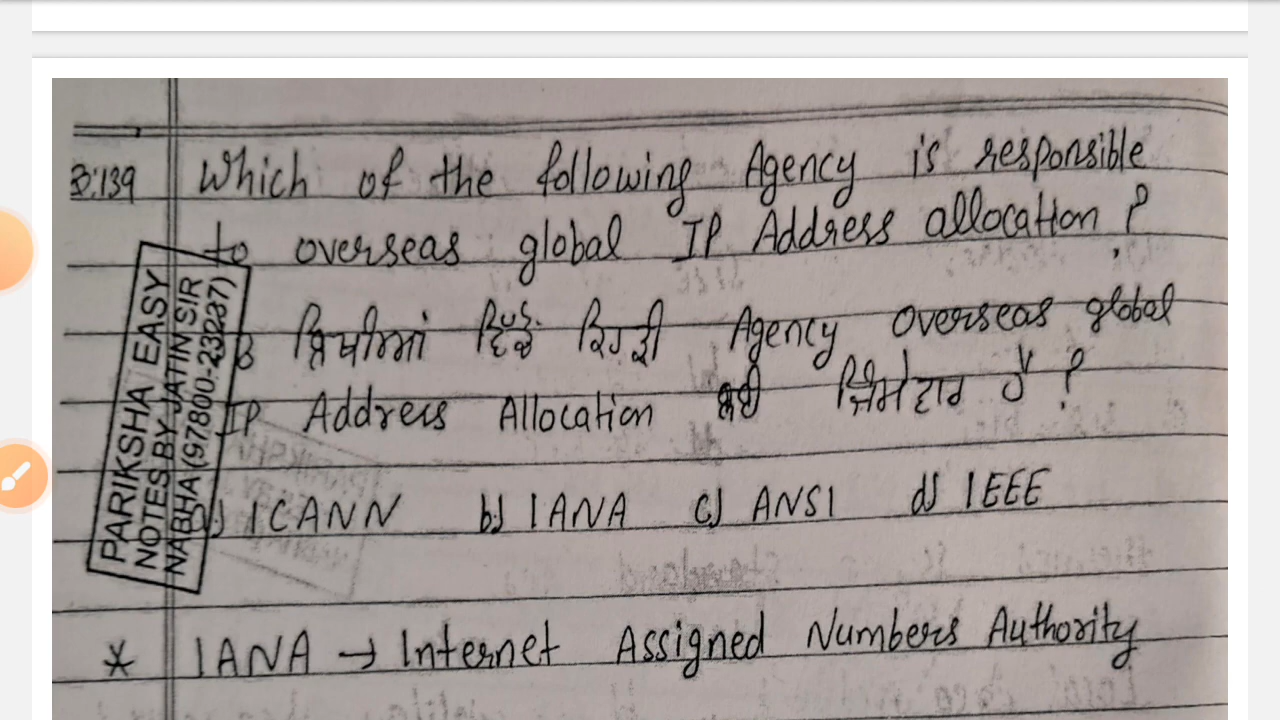 B:139 Which of the following Agency is responsible
to overseas global IP Address allocation ?
ਵਿੱਚੋਂ ਕਿਹੜੀ Agency overseas global
IP Address Allocation ਲਈ ਜ਼ਿੰਮੇਦਾਰ ਹੈ ?
a) ICANN b) IANA c) ANSI d) IEEE
* IANA → Internet Assigned Numbers Authority
PARIKSHA EASY
NOTES BY JATIN SIR
NABHA (97800-23237)